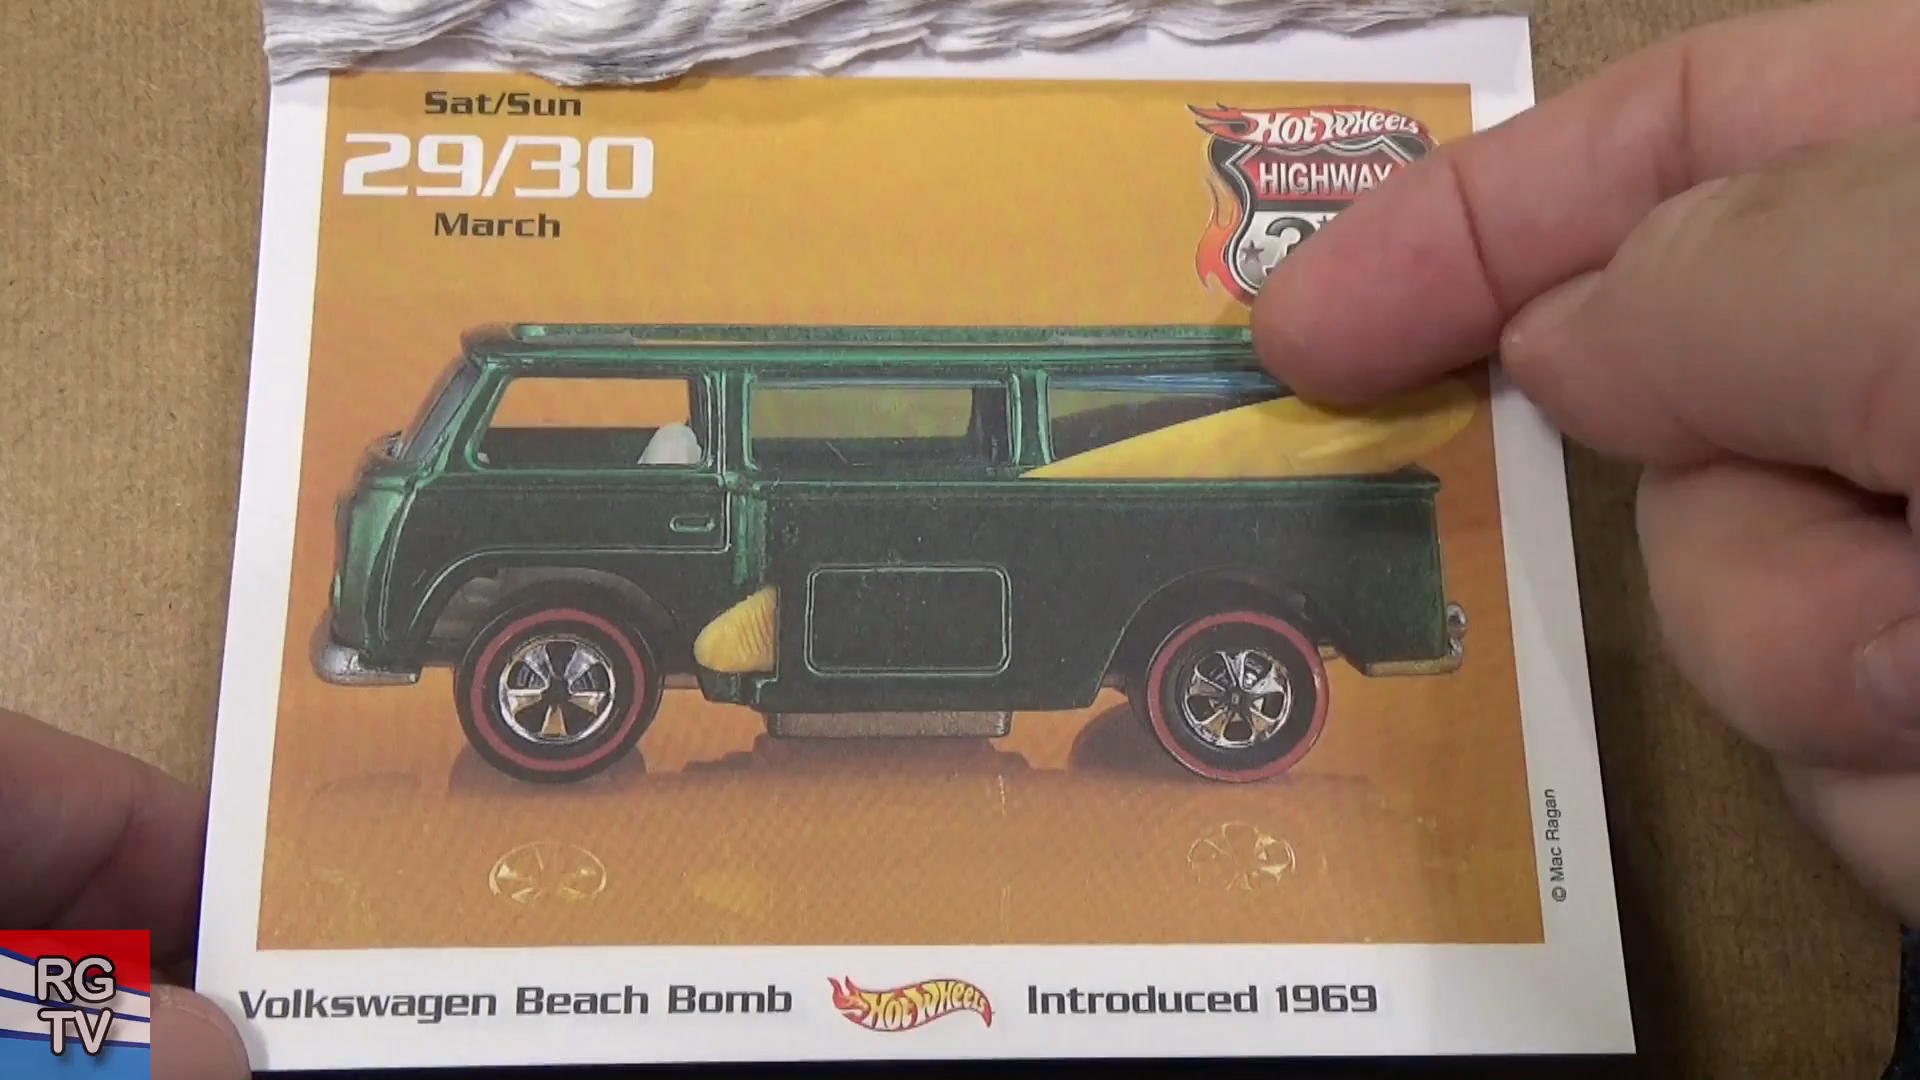 Sat/Sun
29/30
March
HOT WHEELS
HIGHWAY
© Mac Ragan
Volkswagen Beach Bomb
HOT WHEELS
Introduced 1969
RG
TV